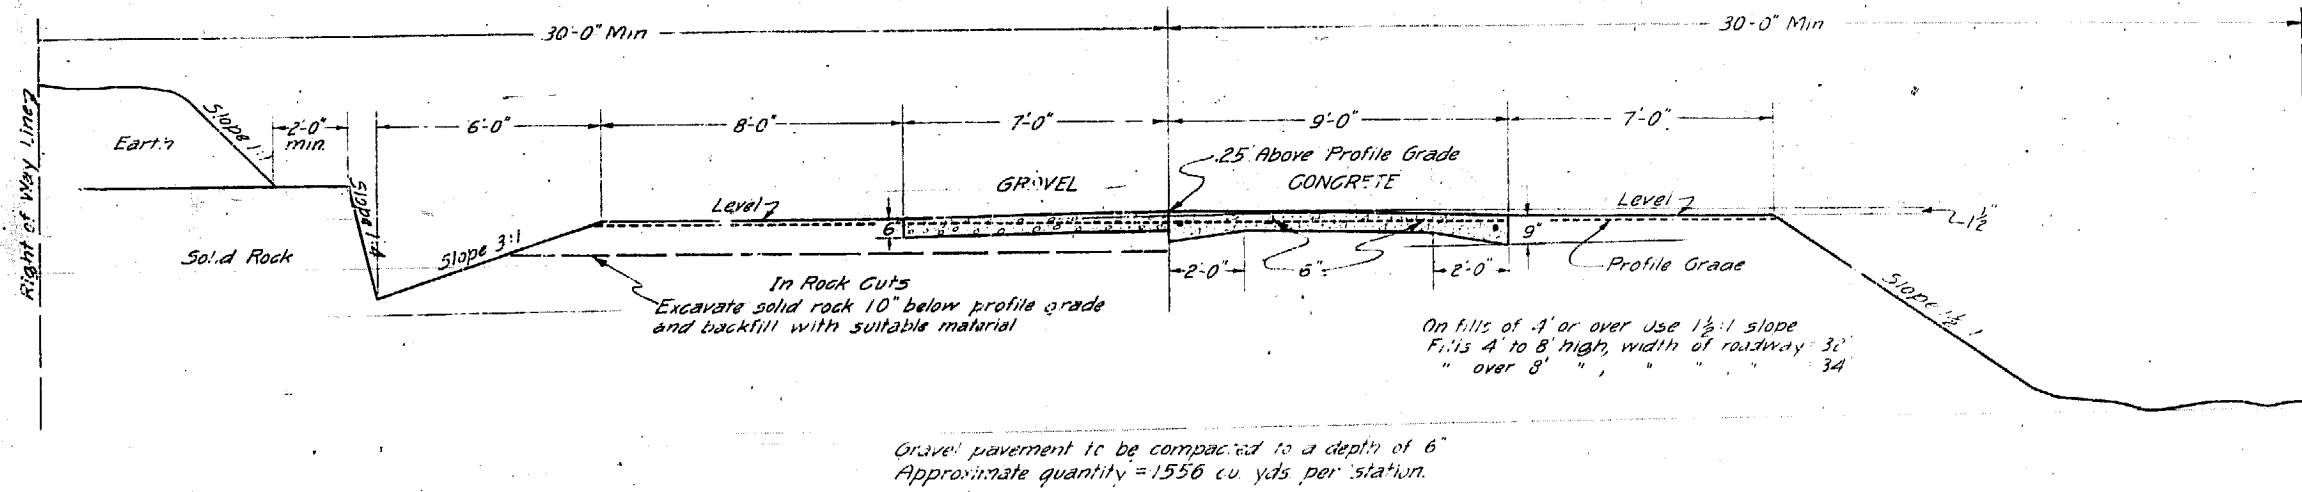 30'-0" Min
30'-0" Min
Right of Way Line
Slope 1:1
2'-0"
min.
6'-0"
8'-0"
7'-0"
9'-0"
7'-0"
Earth
.25' Above Profile Grade
GRAVEL
CONCRETE
Slope 1:4
Level
Level
1½"
6"
9"
Solid Rock
Slope 3:1
2'-0"
6"
2'-0"
Profile Grade
In Rock Cuts
Excavate solid rock 10" below profile grade
and backfill with suitable material
Slope 1½:1
On fills of 4' or over use 1½:1 slope
Fills 4' to 8' high, width of roadway
" over 8' ", " " " 34'
Gravel pavement to be compacted to a depth of 6"
Approximate quantity = 1556 cu. yds. per station.